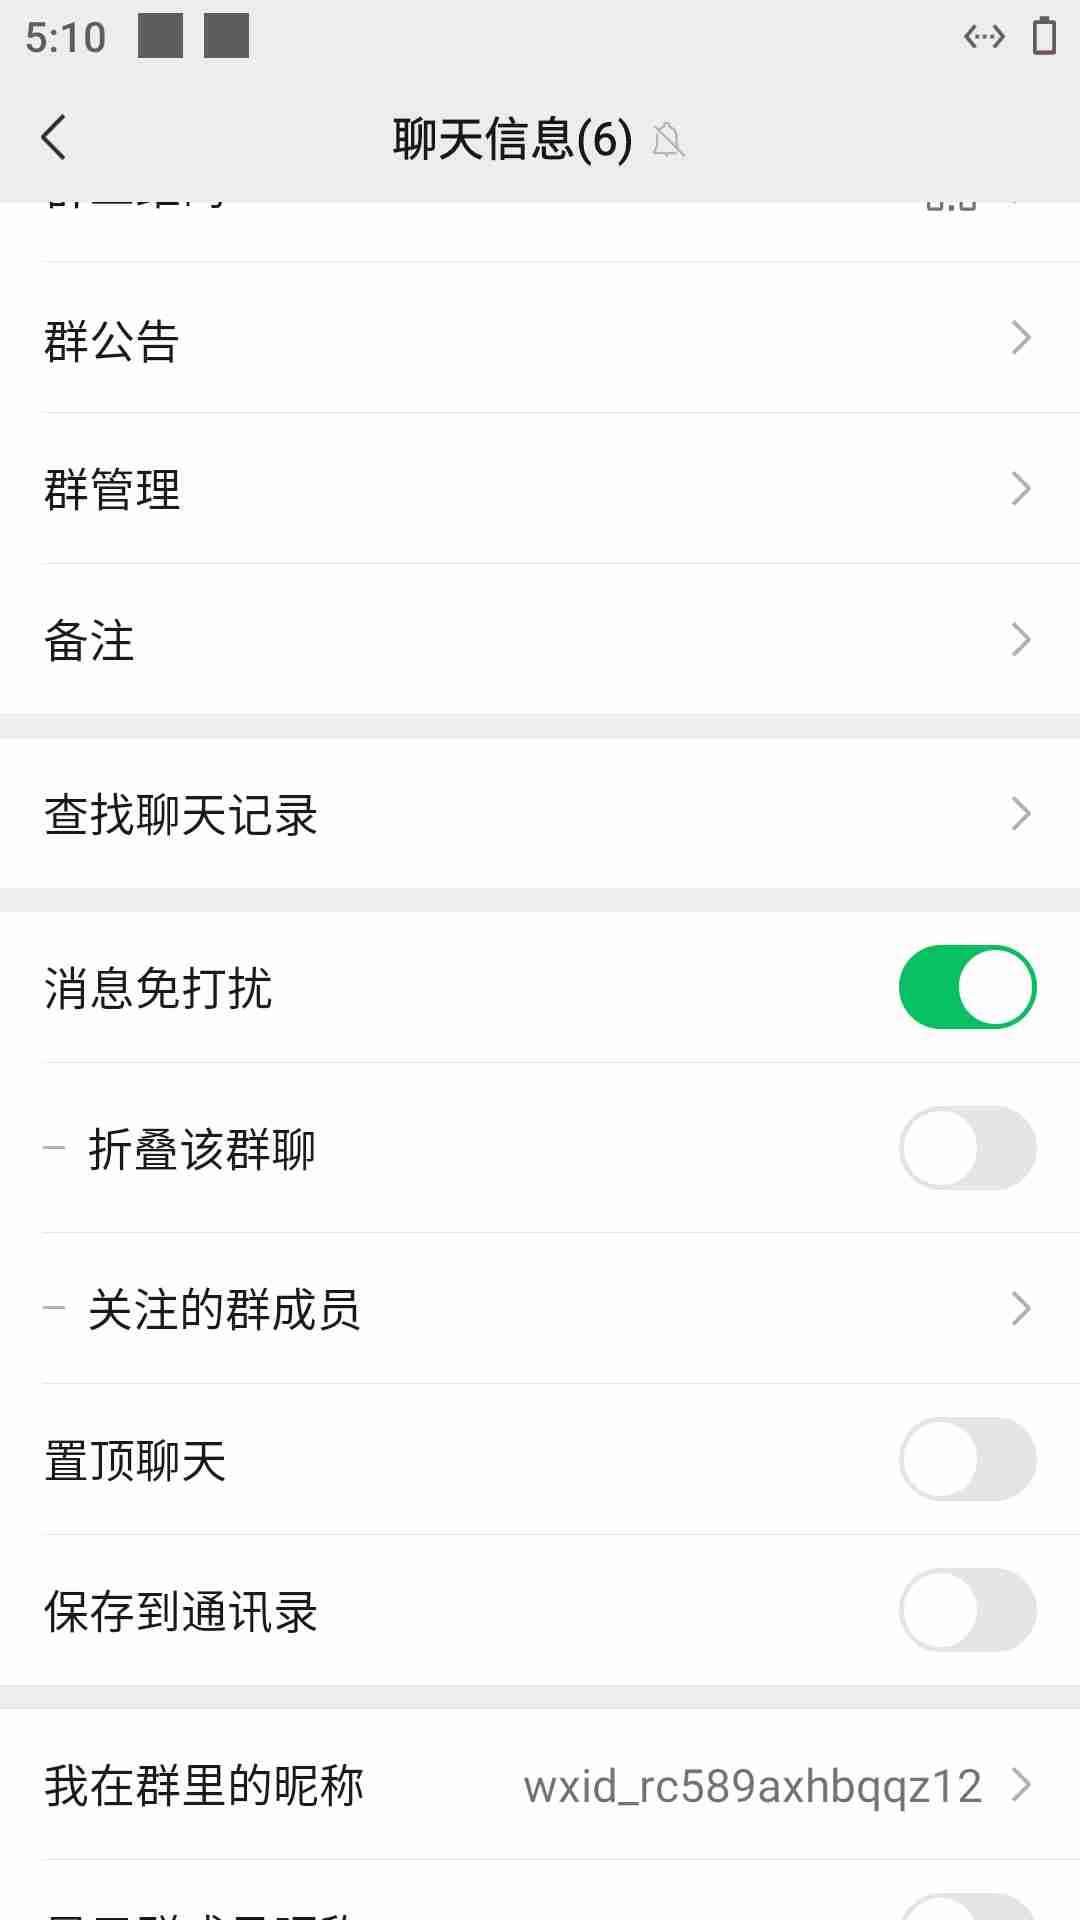 5:10
聊天信息(6)
群公告
群管理
备注
查找聊天记录
消息免打扰
折叠该群聊
关注的群成员
置顶聊天
保存到通讯录
我在群里的昵称 wxid_rc589axhbqqz12